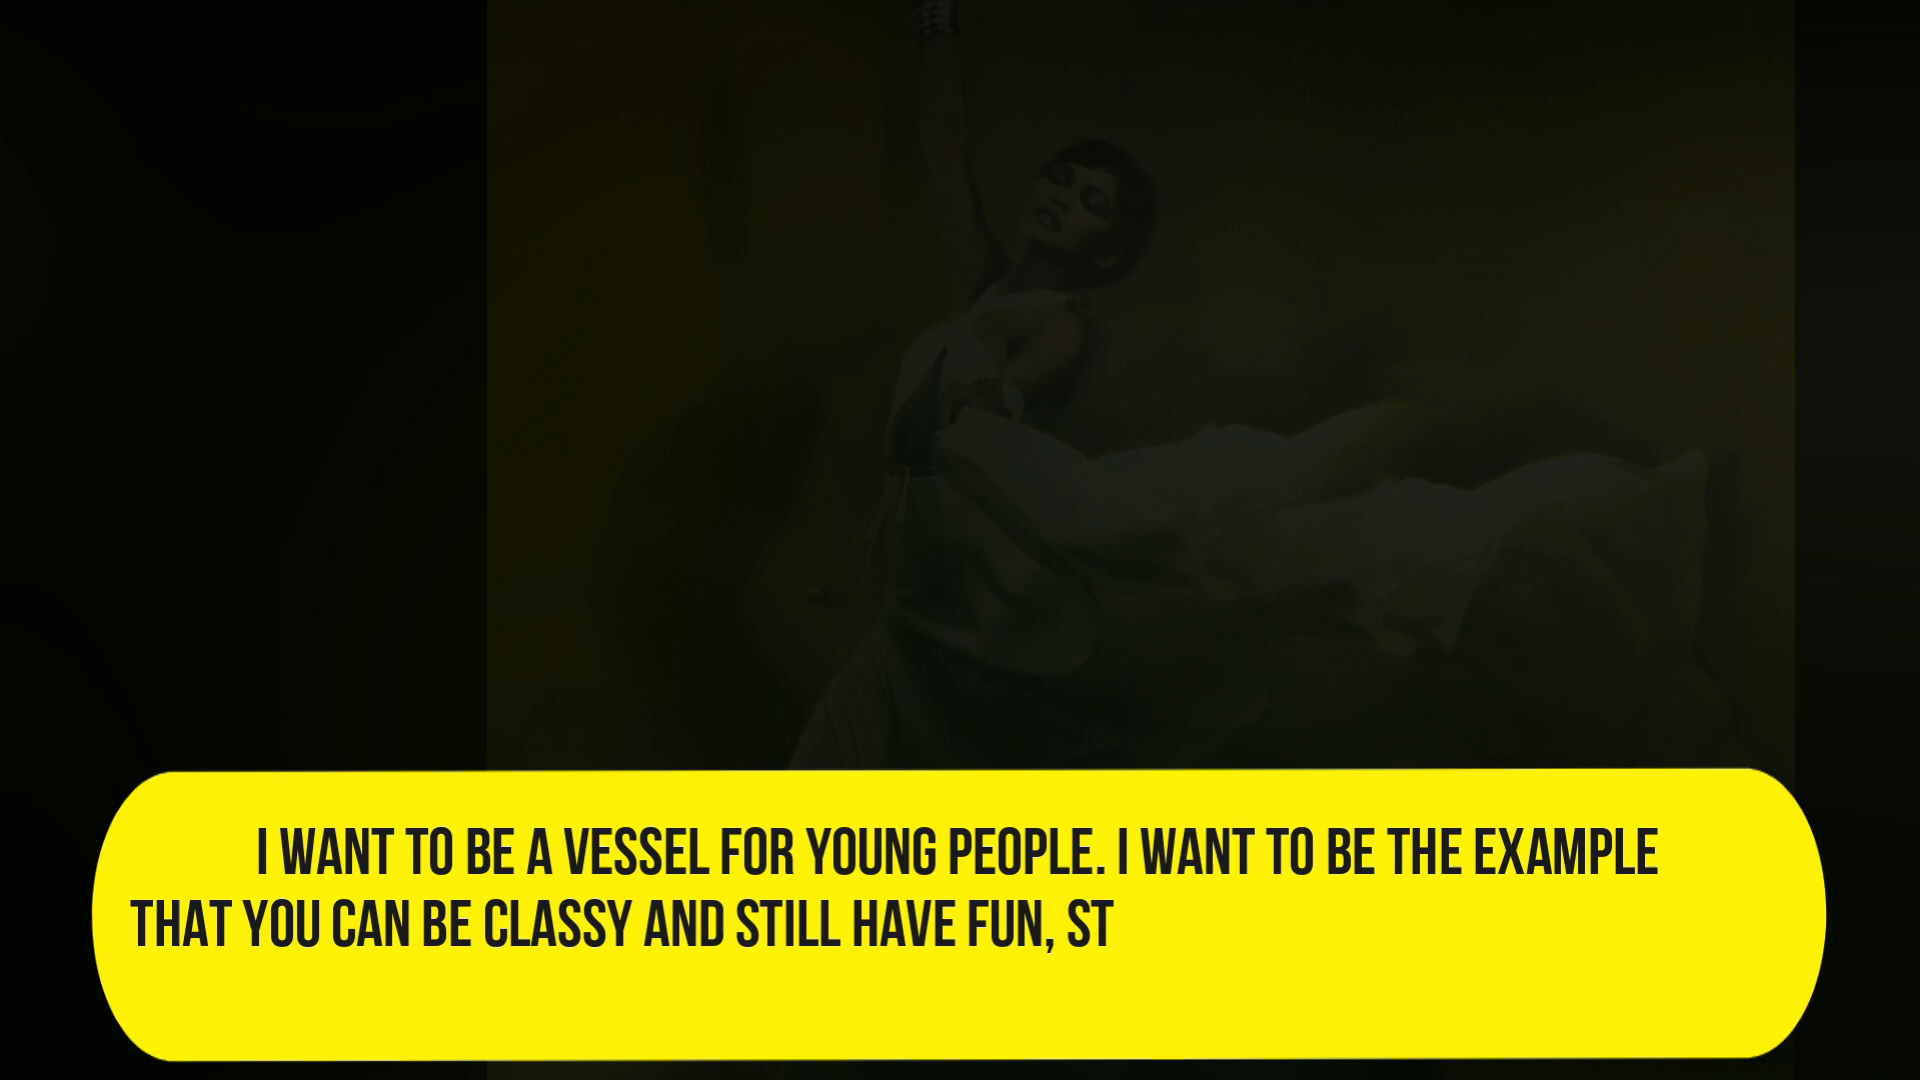 I WANT TO BE A VESSEL FOR YOUNG PEOPLE. I WANT TO BE THE EXAMPLE
THAT YOU CAN BE CLASSY AND STILL HAVE FUN, ST